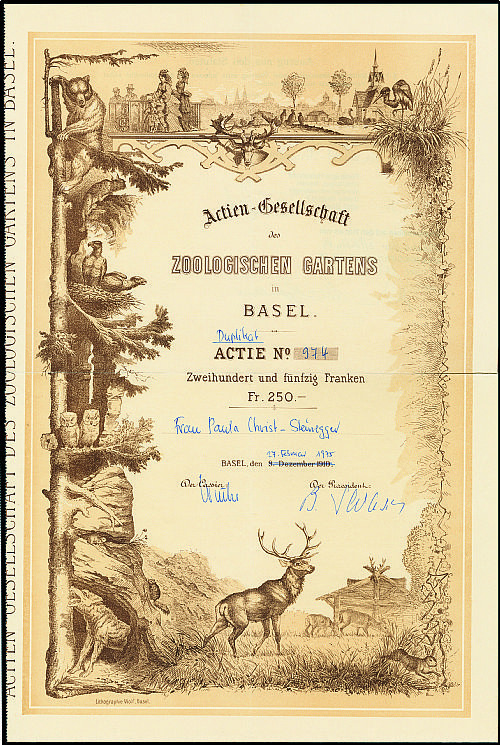 ACTIEN GESELLSCHAFT DES ZOOLOGISCHEN GARTENS IN BASEL.
Actien-Gesellschaft
des
ZOOLOGISCHEN GARTENS
in
BASEL.
Duplikat
ACTIE No 974
Zweihundert und fünfzig Franken
Fr. 250.–
Frau Paula Christ-Steinegger
27. Februar 1975
BASEL, den 8. Dezember 1919.
Der Cassier: Der Praesident:
Lithographie Wolf, Basel.